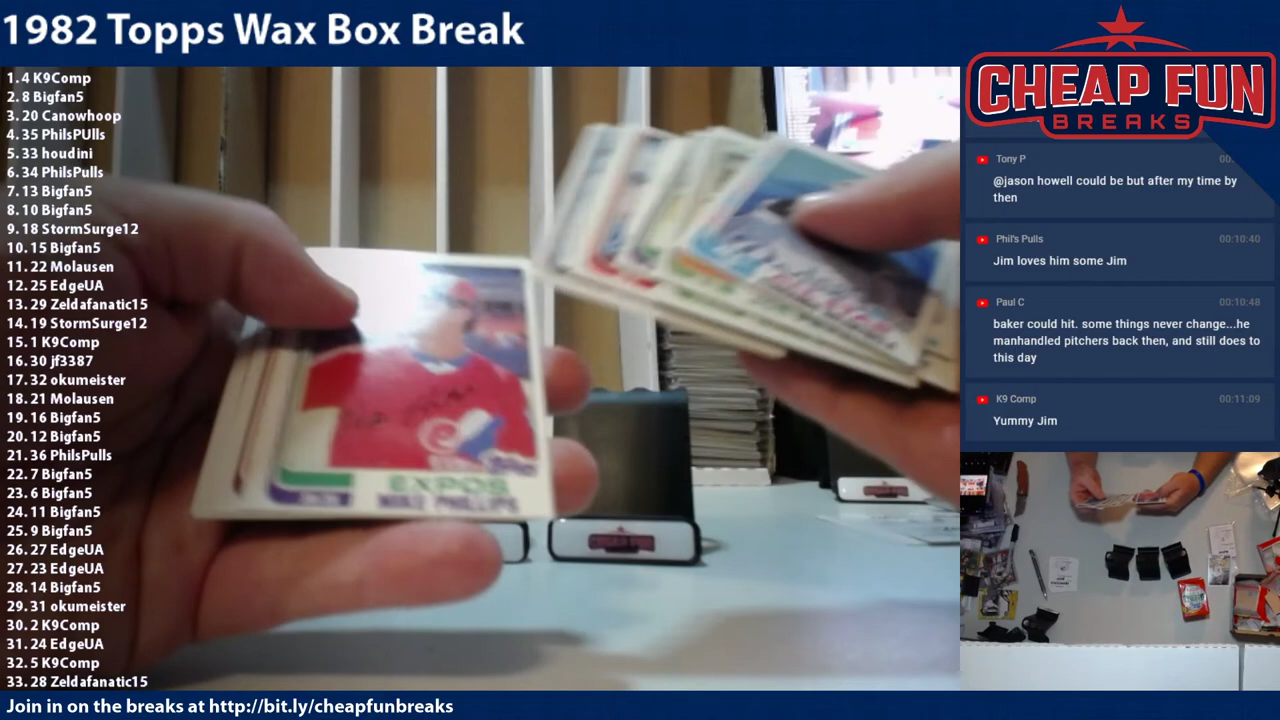 1982 Topps Wax Box Break
1. 4 K9Comp
2. 8 Bigfan5
3. 20 Canowhoop
4. 35 PhilsPUlls
5. 33 houdini
6. 34 PhilsPulls
7. 13 Bigfan5
8. 10 Bigfan5
9. 18 StormSurge12
10. 15 Bigfan5
11. 22 Molausen
12. 25 EdgeUA
13. 29 Zeldafanatic15
14. 19 StormSurge12
15. 1 K9Comp
16. 30 jf3387
17. 32 okumeister
18. 21 Molausen
19. 16 Bigfan5
20. 12 Bigfan5
21. 36 PhilsPulls
22. 7 Bigfan5
23. 6 Bigfan5
24. 11 Bigfan5
25. 9 Bigfan5
26. 27 EdgeUA
27. 23 EdgeUA
28. 14 Bigfan5
29. 31 okumeister
30. 2 K9Comp
31. 24 EdgeUA
32. 5 K9Comp
33. 28 Zeldafanatic15
EXPOS
MIKE PHILLIPS
CHEAP FUN
BREAKS
Tony P
@jason howell could be but after my time by
then
Phil's Pulls 00:10:40
Jim loves him some Jim
Paul C 00:10:48
baker could hit. some things never change...he
manhandled pitchers back then, and still does to
this day
K9 Comp 00:11:09
Yummy Jim
Join in on the breaks at http://bit.ly/cheapfunbreaks